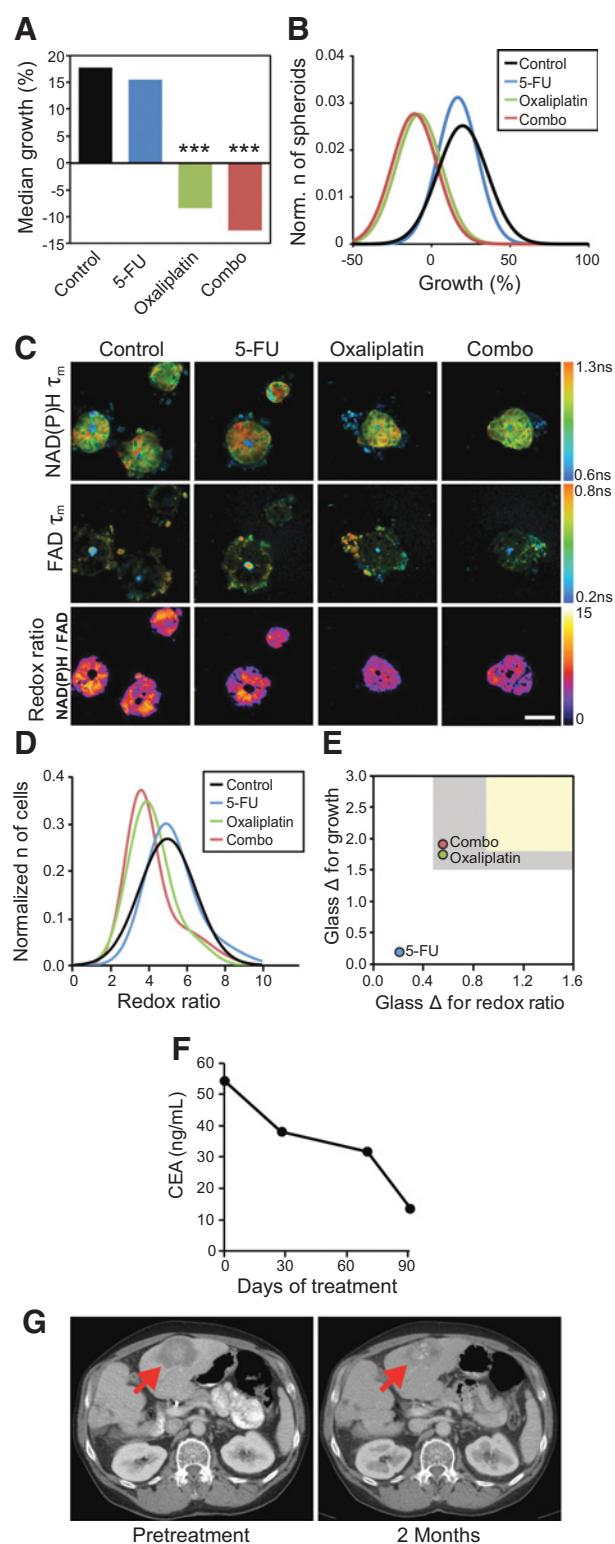 A
Median growth (%)
20
15
10
5
0
-5
-10
-15
***
***
Control
5-FU
Oxaliplatin
Combo
B
Norm. n of spheroids
0.04
0.03
0.02
0.01
0
-50
0
50
100
Growth (%)
Control
5-FU
Oxaliplatin
Combo
C
Control
5-FU
Oxaliplatin
Combo
NAD(P)H τm
1.3ns
0.6ns
FAD τm
0.8ns
0.2ns
Redox ratio
NAD(P)H / FAD
15
0
D
Normalized n of cells
0.4
0.3
0.2
0.1
0.0
0
2
4
6
8
10
Redox ratio
Control
5-FU
Oxaliplatin
Combo
E
Glass Δ for growth
3.0
2.5
2.0
1.5
1.0
0.5
0.0
Combo
Oxaliplatin
5-FU
0.0
0.4
0.8
1.2
1.6
Glass Δ for redox ratio
F
CEA (ng/mL)
60
50
40
30
20
10
0
0
30
60
90
Days of treatment
G
Pretreatment
2 Months